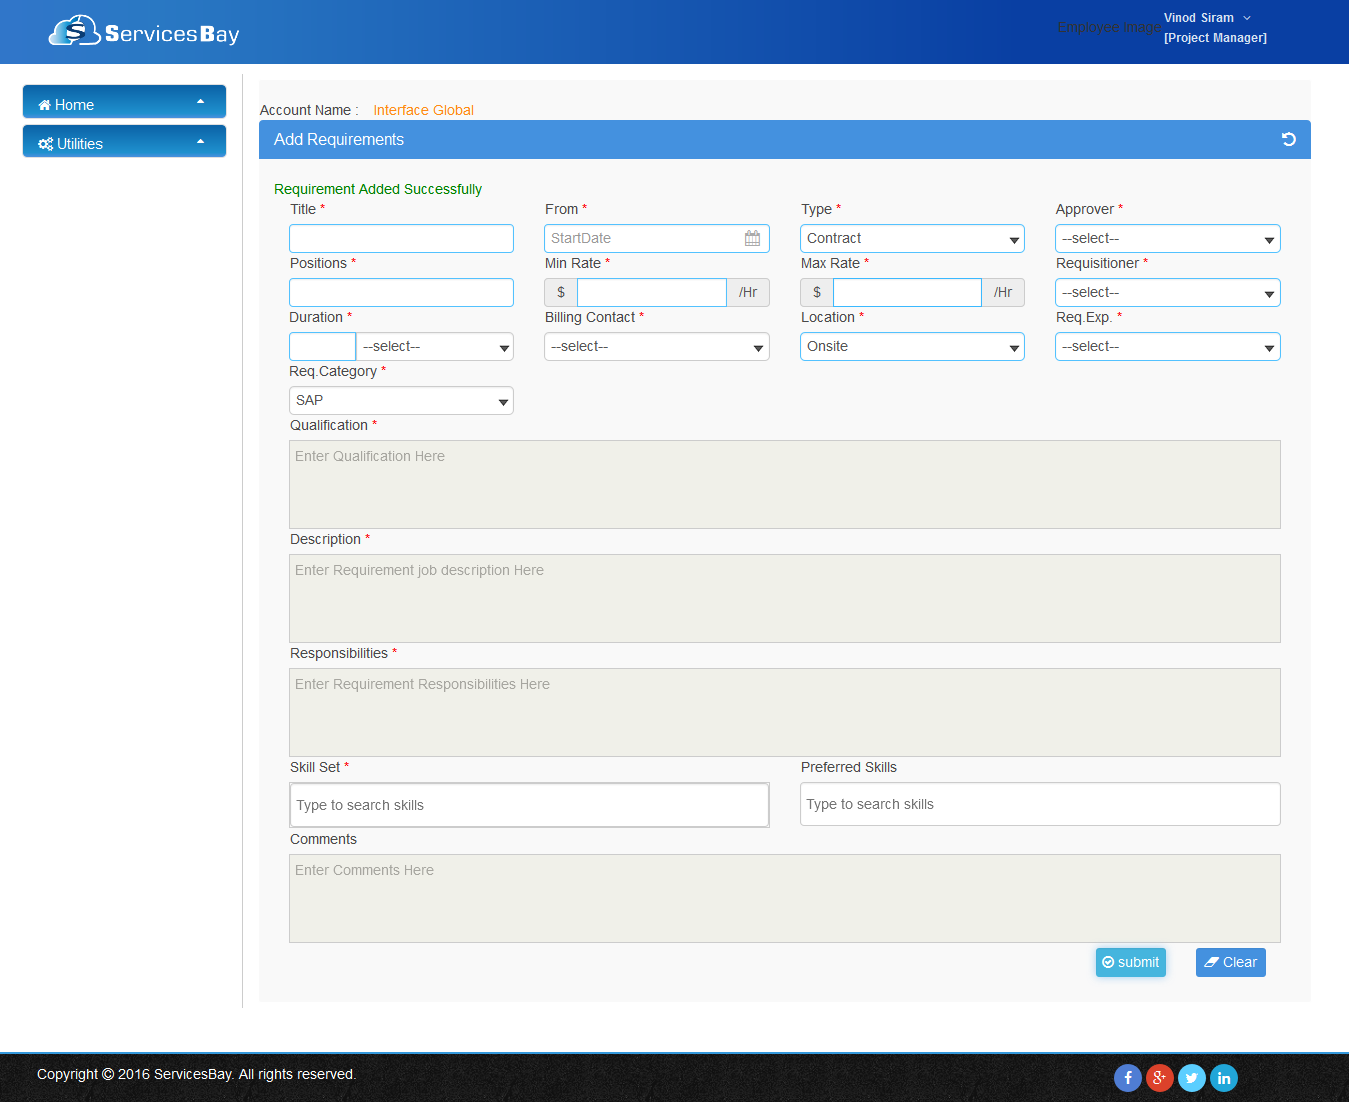 ServicesBay
Employee Image
Vinod Siram
[Project Manager]
Home
Utilities
Account Name : Interface Global
Add Requirements
Requirement Added Successfully
Title * From * Type * Approver *
StartDate Contract --select--
Positions * Min Rate * Max Rate * Requisitioner *
$ /Hr $ /Hr --select--
Duration * Billing Contact * Location * Req.Exp. *
--select-- --select-- Onsite --select--
Req.Category *
SAP
Qualification *
Enter Qualification Here
Description *
Enter Requirement job description Here
Responsibilities *
Enter Requirement Responsibilities Here
Skill Set * Preferred Skills
Type to search skills Type to search skills
Comments
Enter Comments Here
submit Clear
Copyright © 2016 ServicesBay. All rights reserved.